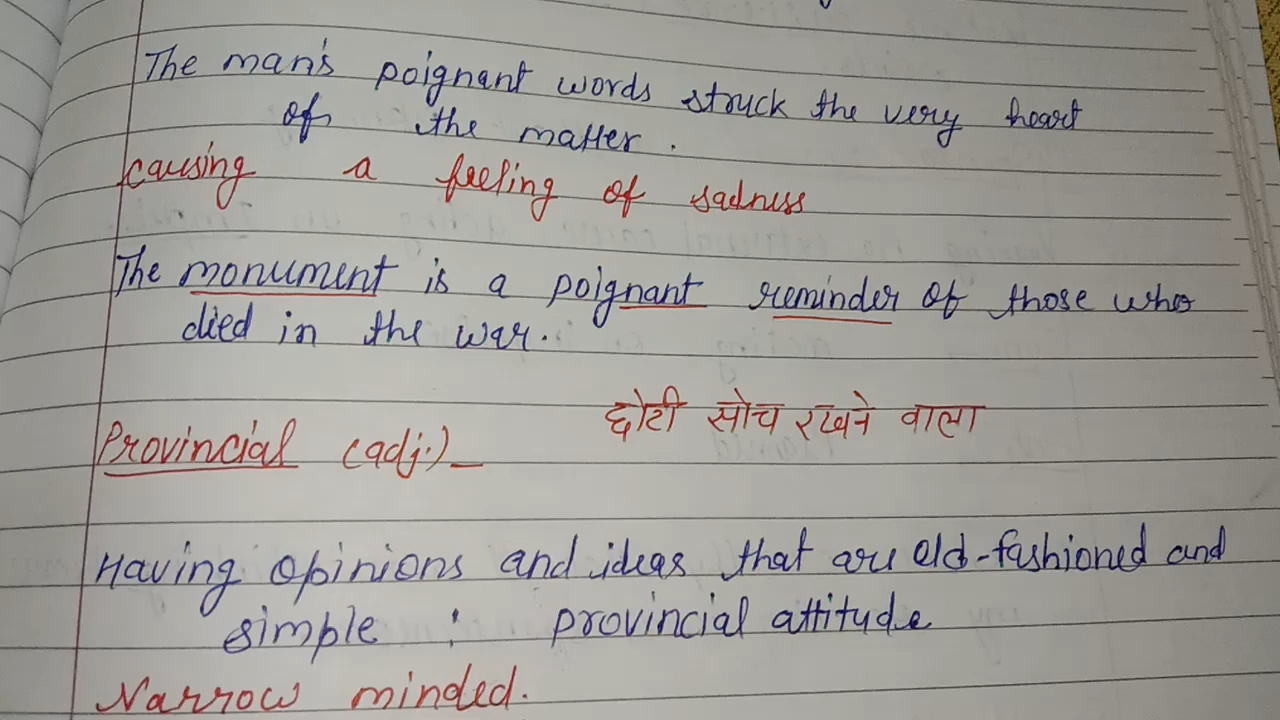 The man's poignant words struck the very heart
of the matter.
causing a feeling of sadness
The monument is a poignant reminder of those who
died in the war.
छोटी सोच रखने वाला
Provincial (adj.)_
Having opinions and ideas that are old-fashioned and
simple : provincial attitude
Narrow minded.